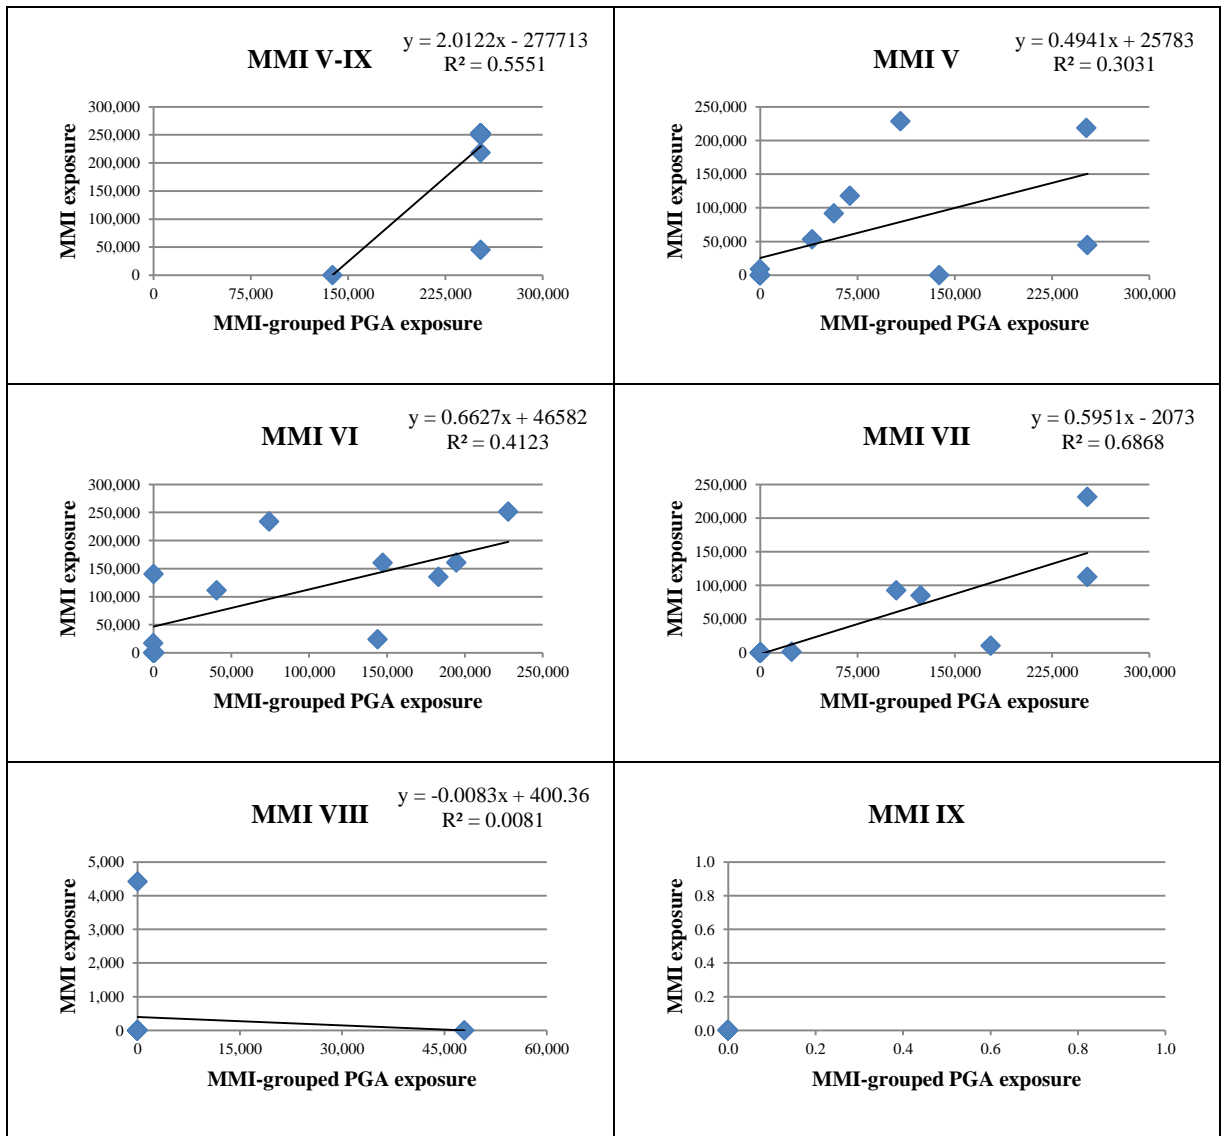 MMI V-IX
y = 2.0122x - 277713
R² = 0.5551
MMI exposure
300,000
250,000
200,000
150,000
100,000
50,000
0
0 75,000 150,000 225,000 300,000
MMI-grouped PGA exposure
MMI V
y = 0.4941x + 25783
R² = 0.3031
MMI exposure
250,000
200,000
150,000
100,000
50,000
0
0 75,000 150,000 225,000 300,000
MMI-grouped PGA exposure
MMI VI
y = 0.6627x + 46582
R² = 0.4123
MMI exposure
300,000
250,000
200,000
150,000
100,000
50,000
0
0 50,000 100,000 150,000 200,000 250,000
MMI-grouped PGA exposure
MMI VII
y = 0.5951x - 2073
R² = 0.6868
MMI exposure
250,000
200,000
150,000
100,000
50,000
0
0 75,000 150,000 225,000 300,000
MMI-grouped PGA exposure
MMI VIII
y = -0.0083x + 400.36
R² = 0.0081
MMI exposure
5,000
4,000
3,000
2,000
1,000
0
0 15,000 30,000 45,000 60,000
MMI-grouped PGA exposure
MMI IX
MMI exposure
1.0
0.8
0.6
0.4
0.2
0.0
0.0 0.2 0.4 0.6 0.8 1.0
MMI-grouped PGA exposure